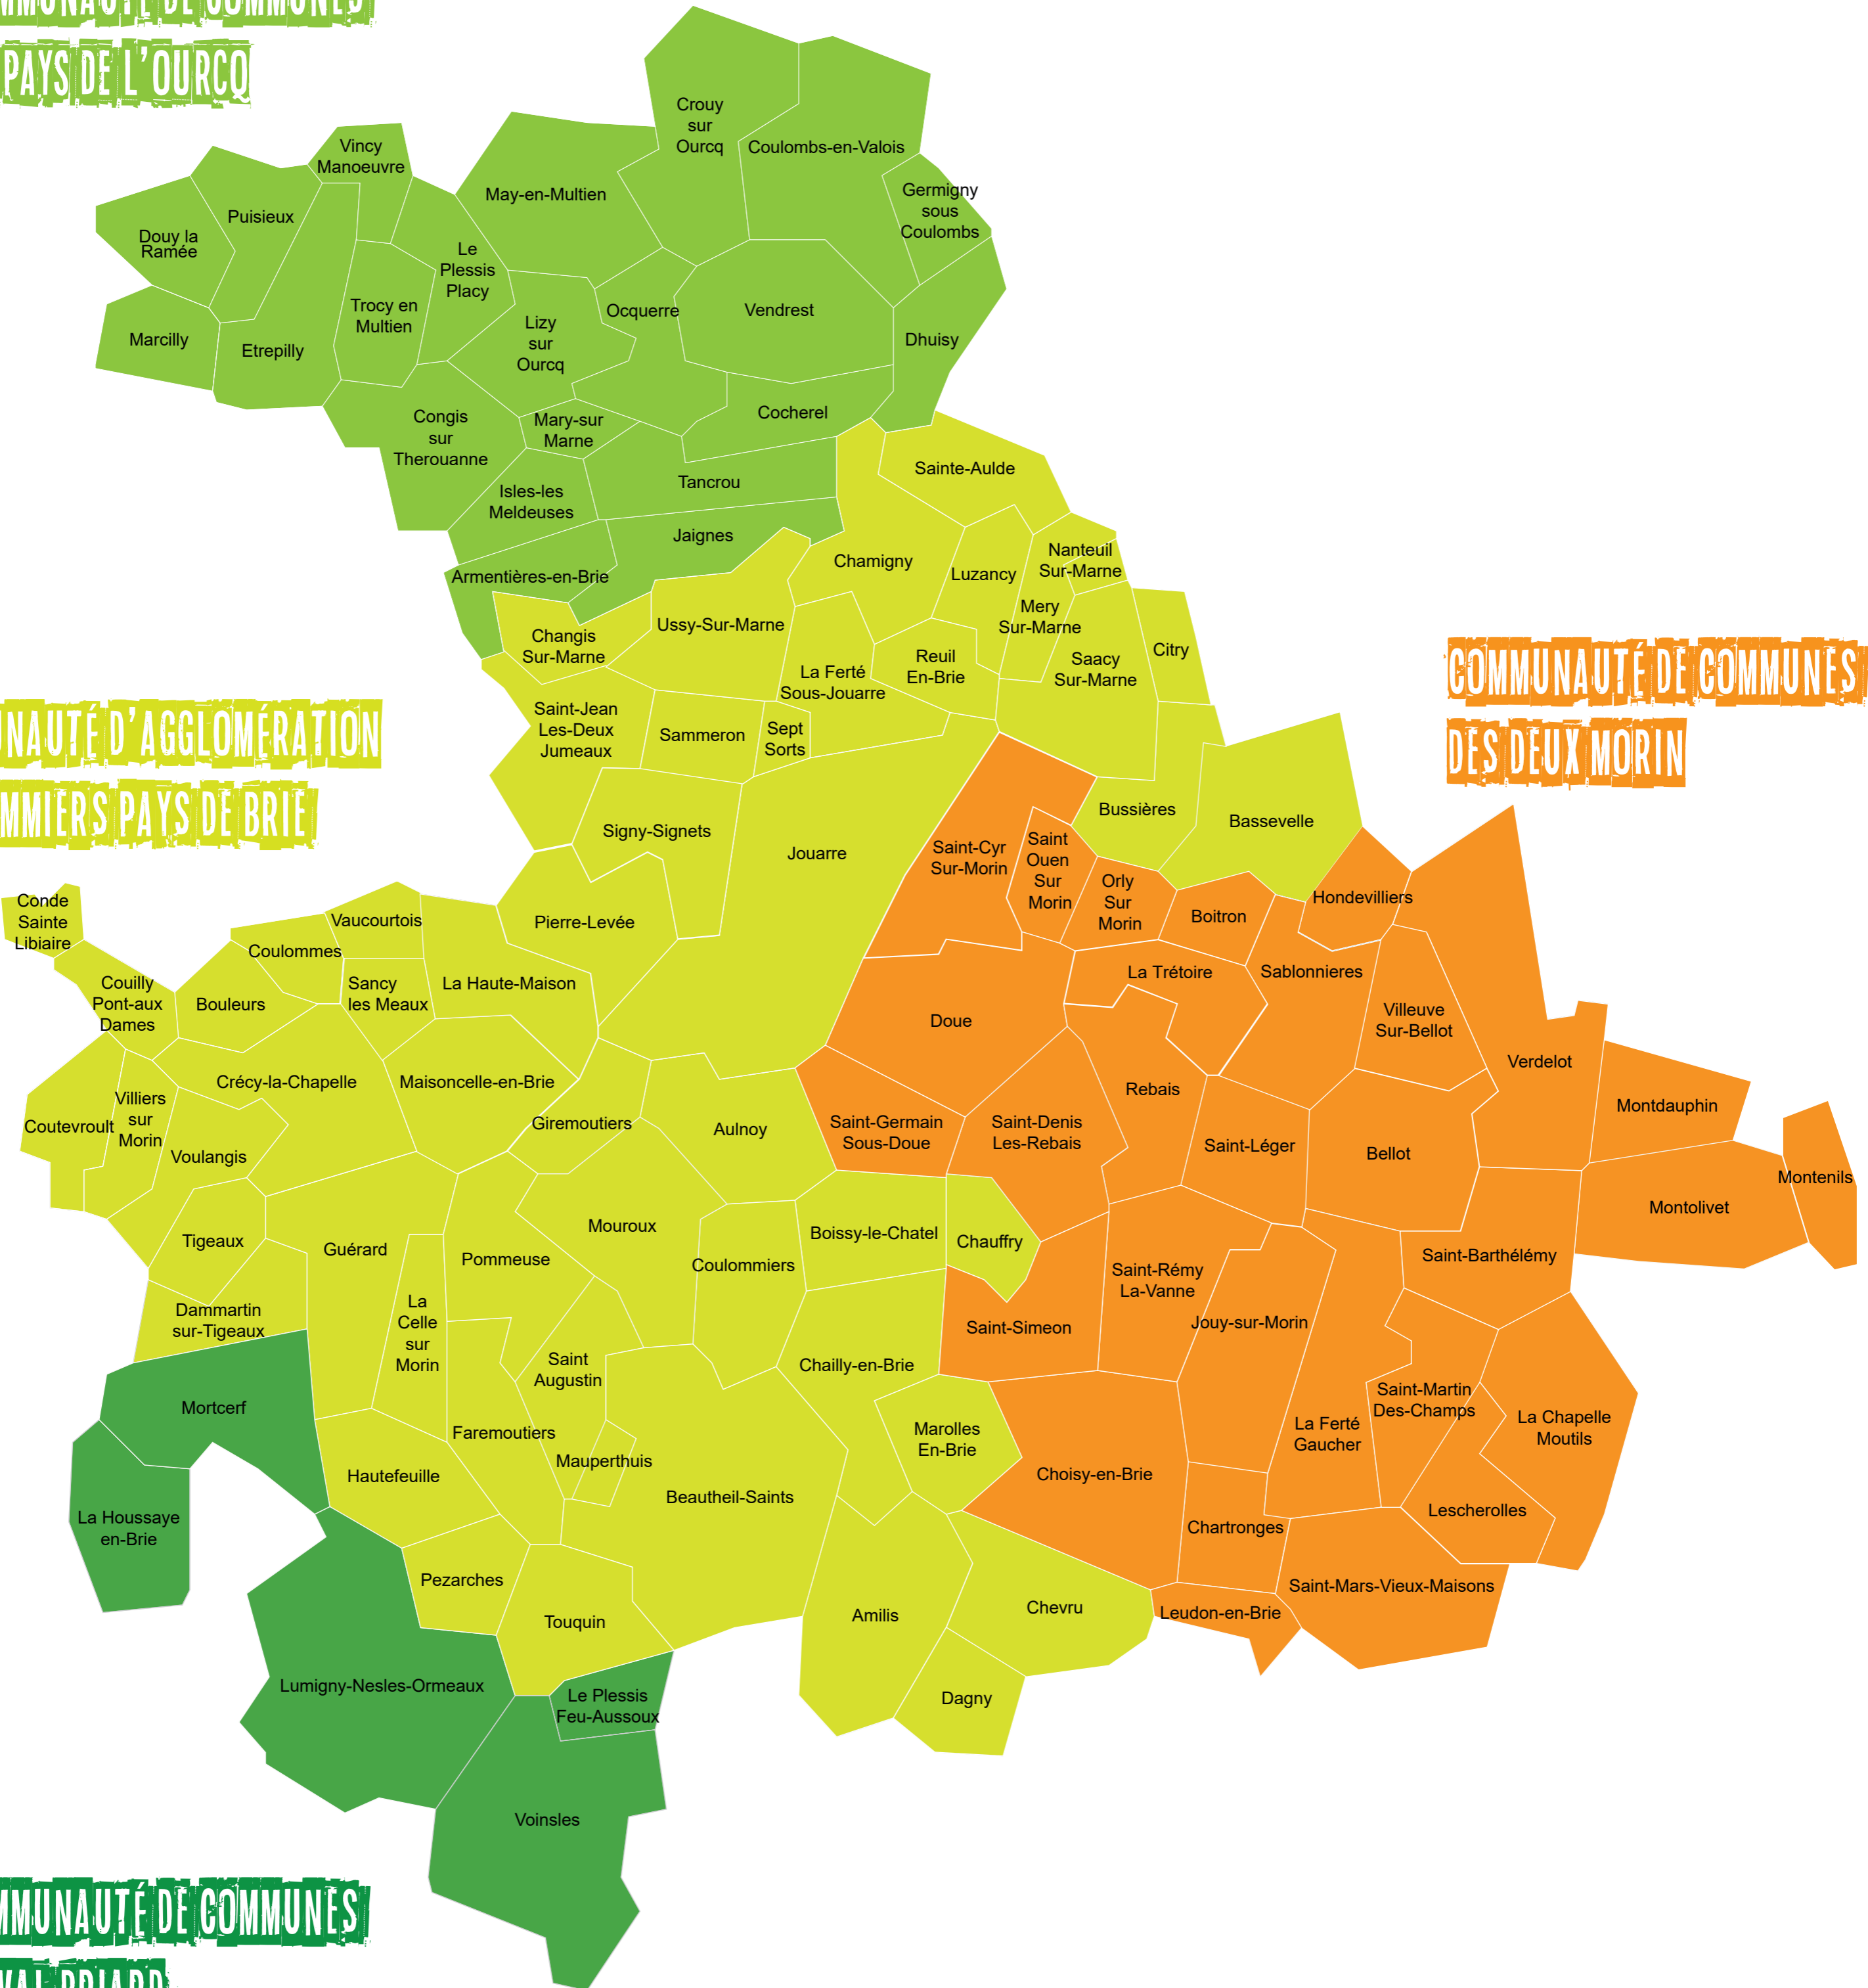 PAYS DE L'OURCQ
Crouy
sur
Ourcq
Coulombs-en-Valois
Vincy
Manoeuvre
May-en-Multien
Germigny
sous
Coulombs
Puisieux
Douy la
Ramée
Le
Plessis
Placy
Trocy en
Multien
Ocquerre
Vendrest
Marcilly
Etrepilly
Lizy
sur
Ourcq
Dhuisy
Congis
sur
Therouanne
Mary-sur
Marne
Cocherel
Isles-les
Meldeuses
Tancrou
Sainte-Aulde
Jaignes
Armentières-en-Brie
Chamigny
Luzancy
Nanteuil
Sur-Marne
Mery
Sur-Marne
Changis
Sur-Marne
Ussy-Sur-Marne
La Ferté
Sous-Jouarre
Reuil
En-Brie
Saacy
Sur-Marne
Citry
COMMUNAUTÉ DE COMMUNES
DES DEUX MORIN
D'AGGLOMÉRATION
PAYS DE BRIE
Saint-Jean
Les-Deux
Jumeaux
Sammeron
Sept
Sorts
Signy-Signets
Jouarre
Bussières
Bassevelle
Saint-Cyr
Sur-Morin
Saint
Ouen
Sur
Morin
Orly
Sur
Morin
Boitron
Hondevilliers
Conde
Sainte
Libiaire
Vaucourtois
Pierre-Levée
Coulommes
Couilly
Pont-aux
Dames
Bouleurs
Sancy
les Meaux
La Haute-Maison
La Trétoire
Sablonnieres
Villeuve
Sur-Bellot
Doue
Verdelot
Crécy-la-Chapelle
Maisoncelle-en-Brie
Rebais
Montdauphin
Coutevroult
Villiers
sur
Morin
Voulangis
Giremoutiers
Aulnoy
Saint-Germain
Sous-Doue
Saint-Denis
Les-Rebais
Saint-Léger
Bellot
Montenils
Montolivet
Tigeaux
Guérard
Pommeuse
Mouroux
Coulommiers
Boissy-le-Chatel
Chauffry
Saint-Rémy
La-Vanne
Saint-Barthélémy
Dammartin
sur-Tigeaux
La
Celle
sur
Morin
Saint
Augustin
Chailly-en-Brie
Saint-Simeon
Jouy-sur-Morin
Mortcerf
Faremoutiers
Mauperthuis
Marolles
En-Brie
La Ferté
Gaucher
Saint-Martin
Des-Champs
La Chapelle
Moutils
Hautefeuille
Beautheil-Saints
Choisy-en-Brie
La Houssaye
en-Brie
Chartronges
Lescherolles
Pezarches
Touquin
Amilis
Chevru
Leudon-en-Brie
Saint-Mars-Vieux-Maisons
Lumigny-Nesles-Ormeaux
Le Plessis
Feu-Aussoux
Dagny
Voinsles
DE COMMUNES